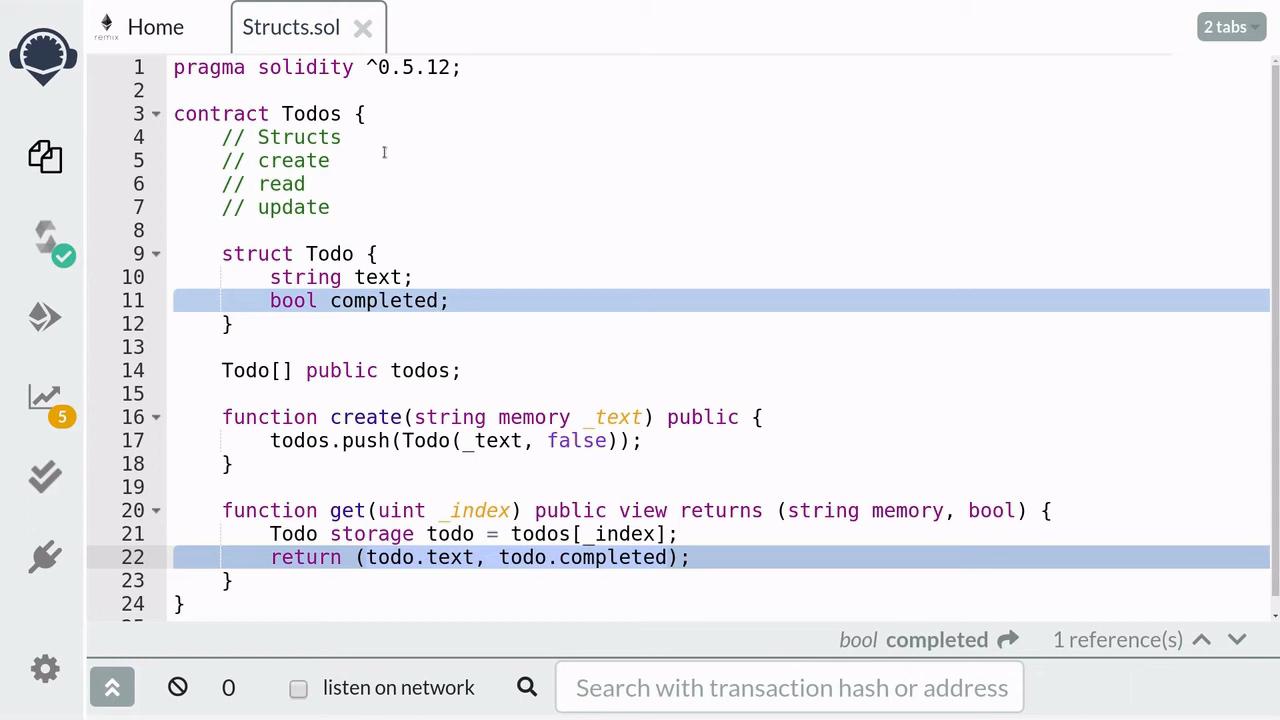 remix
Home
Structs.sol
2 tabs
1 pragma solidity ^0.5.12;
2
3 contract Todos {
4     // Structs
5     // create
6     // read
7     // update
8
9     struct Todo {
10         string text;
11         bool completed;
12     }
13
14     Todo[] public todos;
15
16     function create(string memory _text) public {
17         todos.push(Todo(_text, false));
18     }
19
20     function get(uint _index) public view returns (string memory, bool) {
21         Todo storage todo = todos[_index];
22         return (todo.text, todo.completed);
23     }
24 }
5
bool completed 1 reference(s)
0 listen on network Search with transaction hash or address